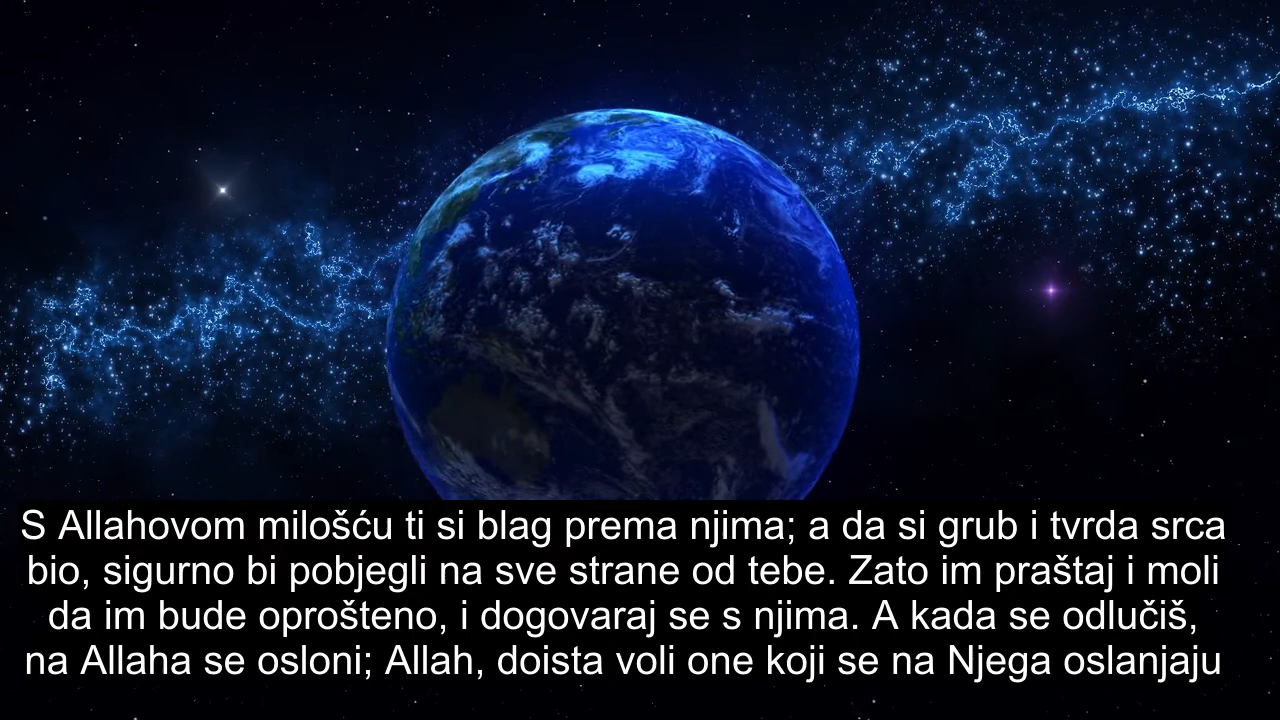 S Allahovom milošću ti si blag prema njima; a da si grub i tvrda srca
bio, sigurno bi pobjegli na sve strane od tebe. Zato im praštaj i moli
da im bude oprošteno, i dogovaraj se s njima. A kada se odlučiš,
na Allaha se osloni; Allah, doista voli one koji se na Njega oslanjaju